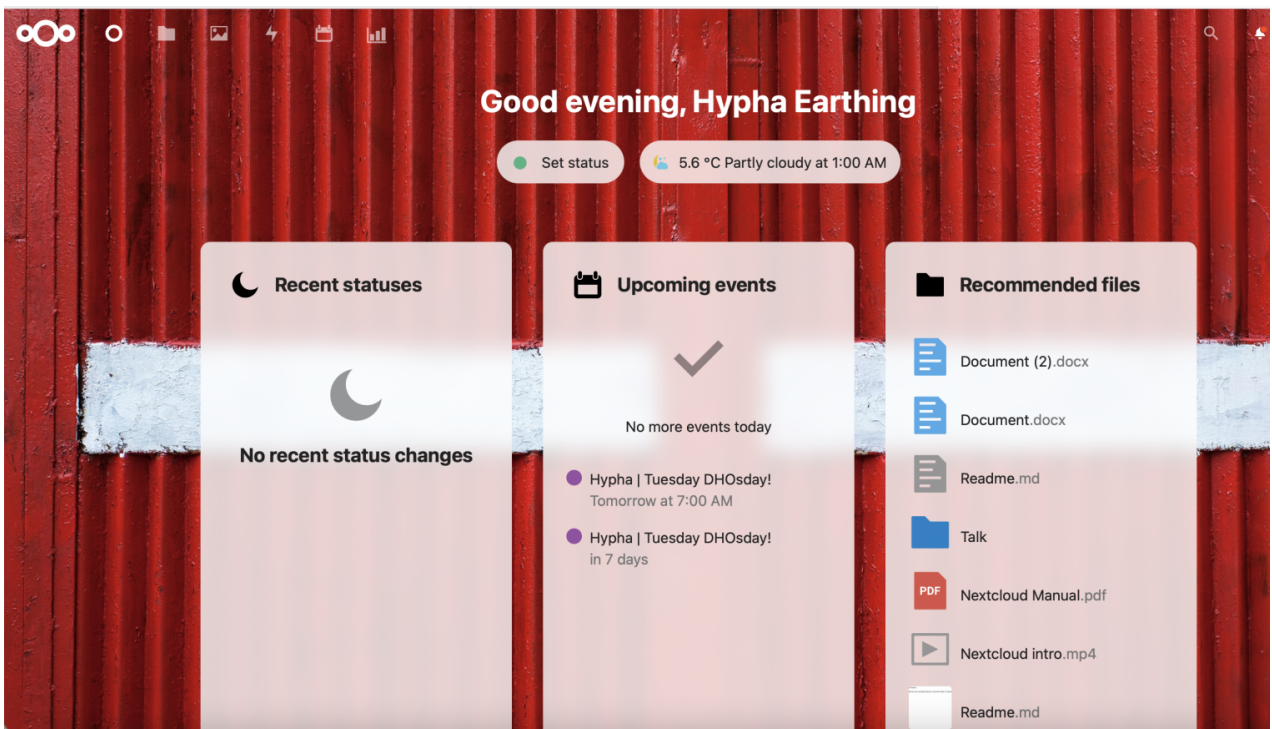 Good evening, Hypha Earthing
Set status
5.6 °C Partly cloudy at 1:00 AM
Recent statuses
No recent status changes
Upcoming events
No more events today
Hypha | Tuesday DHOsday!
Tomorrow at 7:00 AM
Hypha | Tuesday DHOsday!
in 7 days
Recommended files
Document (2).docx
Document.docx
Readme.md
Talk
PDF
Nextcloud Manual.pdf
Nextcloud intro.mp4
Readme.md